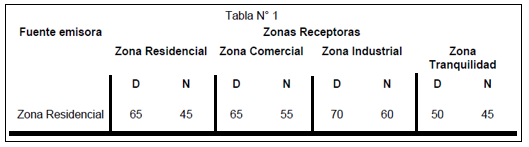 Tabla N° 1
Fuente emisora Zonas Receptoras
Zona Residencial Zona Comercial Zona Industrial Zona
Tranquilidad
D N D N D N D N
Zona Residencial 65 45 65 55 70 60 50 45